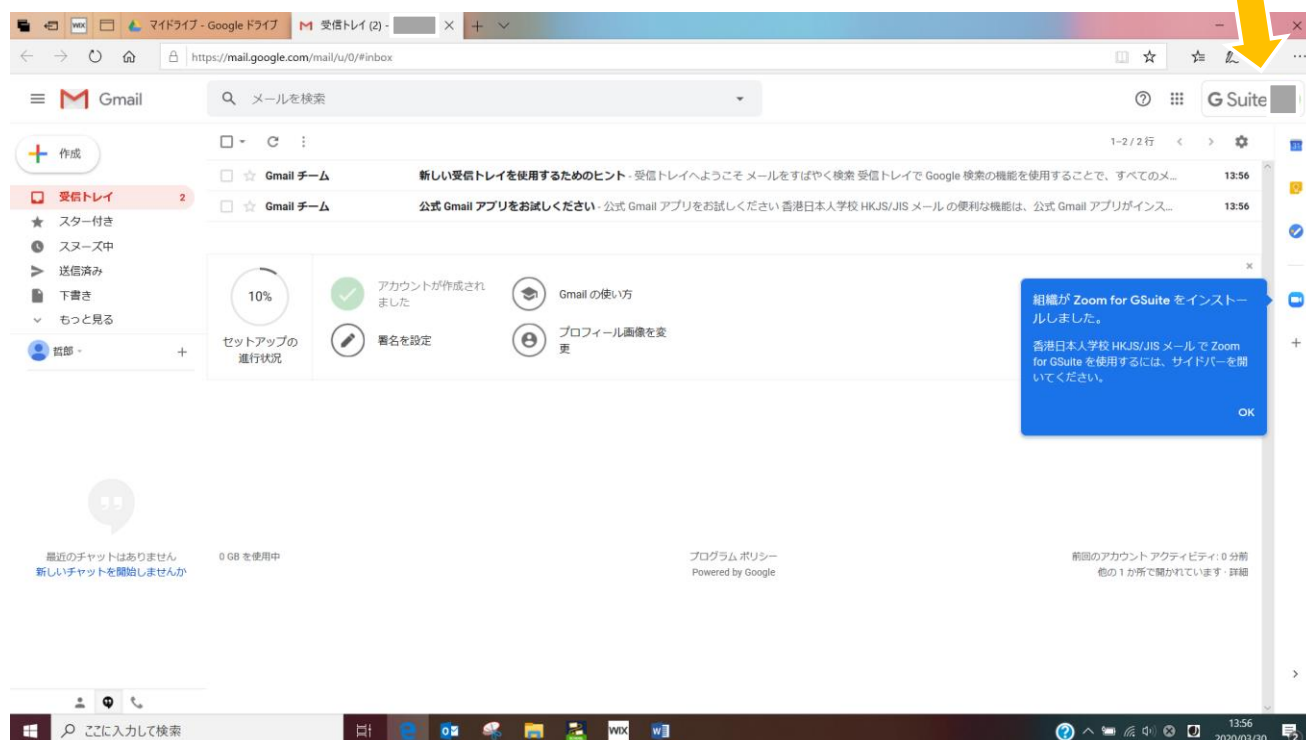 WIX
マイドライブ - Google ドライブ
受信トレイ (2) -
https://mail.google.com/mail/u/0/#inbox
Gmail
メールを検索
G Suite
作成
1-2 / 2 行
31
Gmail チーム
新しい受信トレイを使用するためのヒント - 受信トレイへようこそ メールをすばやく検索 受信トレイで Google 検索の機能を使用することで、すべてのメ...
13:56
受信トレイ
2
Gmail チーム
公式 Gmail アプリをお試しください - 公式 Gmail アプリをお試しください 香港日本人学校 HKJS/JIS メール の便利な機能は、公式 Gmail アプリがインス...
13:56
スター付き
スヌーズ中
送信済み
下書き
もっと見る
哲郎
10%
セットアップの
進行状況
アカウントが作成され
ました
Gmail の使い方
署名を設定
プロフィール画像を変
更
組織が Zoom for GSuite をインストー
ルしました。
香港日本人学校 HKJS/JIS メール で Zoom
for GSuite を使用するには、サイドバーを開
いてください。
OK
最近のチャットはありません
新しいチャットを開始しませんか
0 GB を使用中
プログラム ポリシー
Powered by Google
前回のアカウント アクティビティ: 0 分前
他の 1 か所で開かれています · 詳細
ここに入力して検索
WIX
13:56
2020/03/30
2